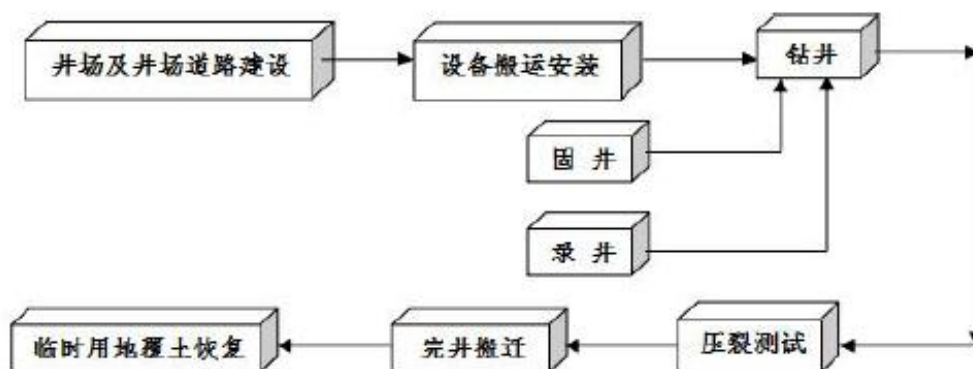 井场及井场道路建设
设备搬运安装
钻井
固 井
录 井
压裂测试
完井搬迁
临时用地覆土恢复